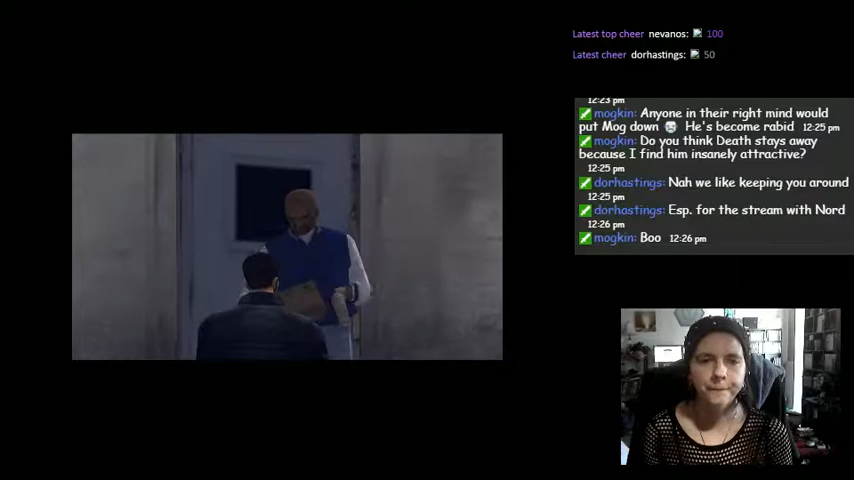 Latest top cheer nevanos: 100
Latest cheer dorhastings: 50
12:23 pm
mogkin: Anyone in their right mind would
put Mog down He's become rabid 12:25 pm
mogkin: Do you think Death stays away
because I find him insanely attractive?
12:25 pm
dorhastings: Nah we like keeping you around
12:25 pm
dorhastings: Esp. for the stream with Nord
12:26 pm
mogkin: Boo 12:26 pm